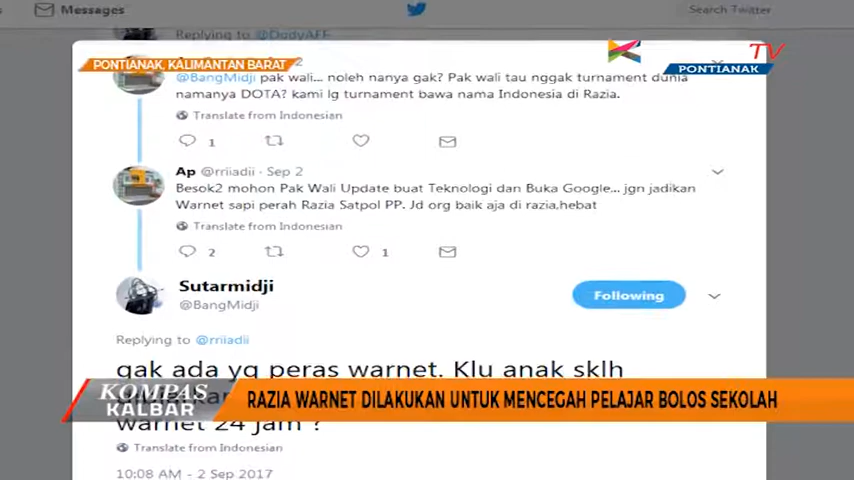 Messages
Search Twitter
Replying to @DodyAFF
PONTIANAK, KALIMANTAN BARAT
TV
PONTIANAK
@BangMidji pak wali... noleh nanya gak? Pak wali tau nggak turnament dunia
namanya DOTA? kami lg turnament bawa nama Indonesia di Razia.
Translate from Indonesian
1
Ap @rriiadii - Sep 2
Besok2 mohon Pak Wali Update buat Teknologi dan Buka Google... jgn jadikan
Warnet sapi perah Razia Satpol PP. Jd org baik aja di razia,hebat
Translate from Indonesian
2 1
Sutarmidji
@BangMidji
Following
Replying to @rriiadii
gak ada yg peras warnet. Klu anak sklh
KOMPAS
KALBAR
RAZIA WARNET DILAKUKAN UNTUK MENCEGAH PELAJAR BOLOS SEKOLAH
warnet 24 jam ?
Translate from Indonesian
10:08 AM - 2 Sep 2017